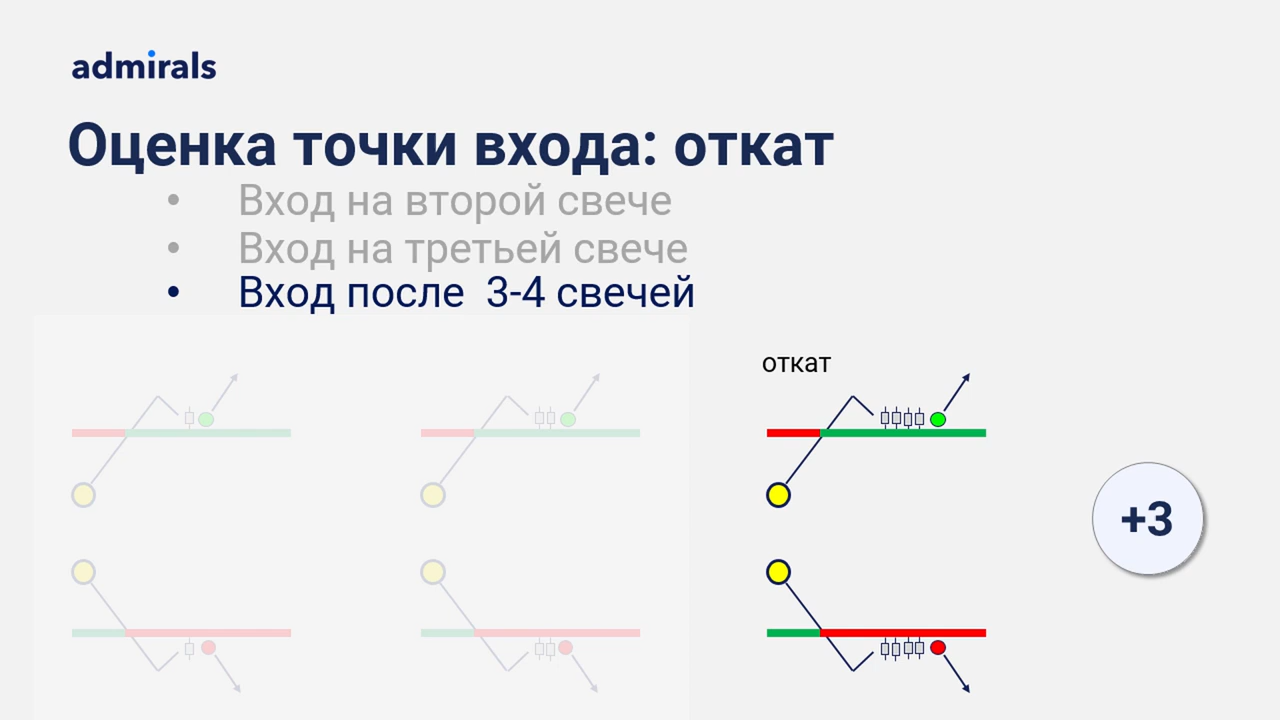 admirals
Оценка точки входа: откат
• Вход на второй свече
• Вход на третьей свече
• Вход после 3-4 свечей
откат
+3